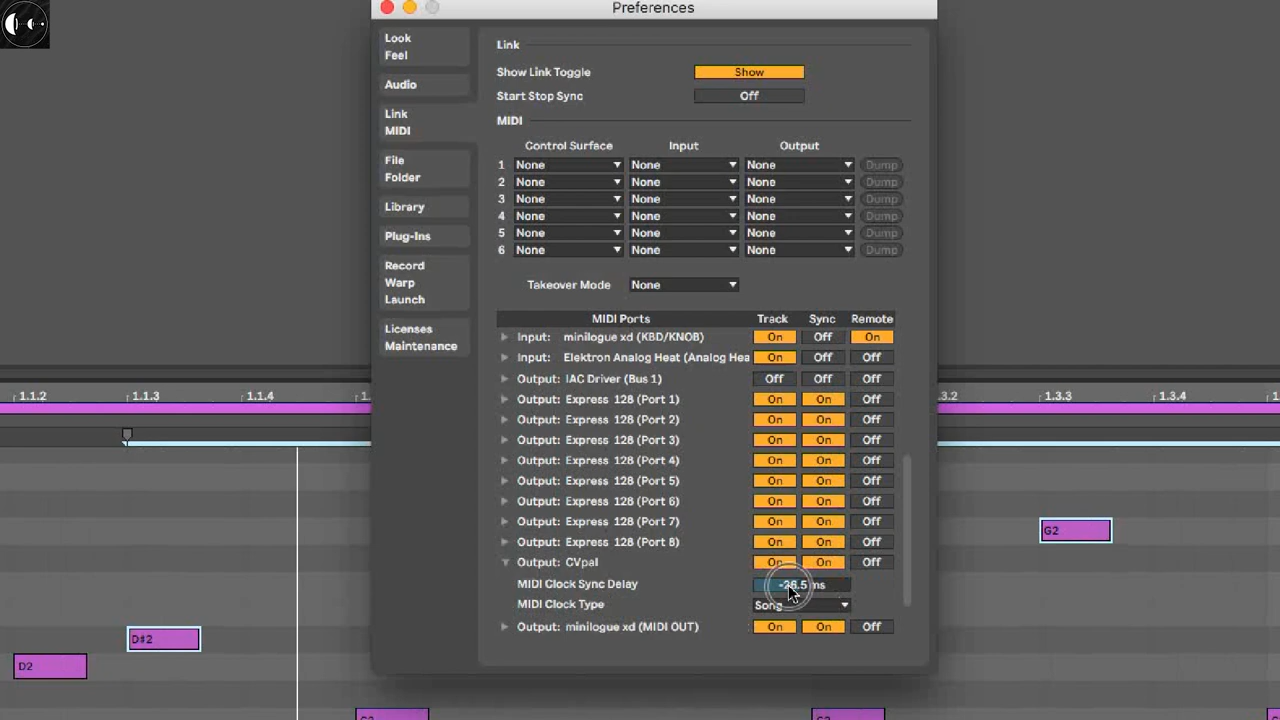 Preferences
Look
Feel
Audio
Link
MIDI
File
Folder
Library
Plug-Ins
Record
Warp
Launch
Licenses
Maintenance
Link
Show Link Toggle Show
Start Stop Sync Off
MIDI
Control Surface Input Output
1 None None None Dump
2 None None None Dump
3 None None None Dump
4 None None None Dump
5 None None None Dump
6 None None None Dump
Takeover Mode None
MIDI Ports Track Sync Remote
Input: minilogue xd (KBD/KNOB) On Off On
Input: Elektron Analog Heat (Analog Hea On Off Off
Output: IAC Driver (Bus 1) Off Off Off
Output: Express 128 (Port 1) On On Off
Output: Express 128 (Port 2) On On Off
Output: Express 128 (Port 3) On On Off
Output: Express 128 (Port 4) On On Off
Output: Express 128 (Port 5) On On Off
Output: Express 128 (Port 6) On On Off
Output: Express 128 (Port 7) On On Off
Output: Express 128 (Port 8) On On Off
Output: CVpal On On Off
MIDI Clock Sync Delay ms
MIDI Clock Type Song
Output: minilogue xd (MIDI OUT) On On Off
1.1.2 1.1.3 1.1.4 1.3.3 1.3.4
G2
D#2
D2